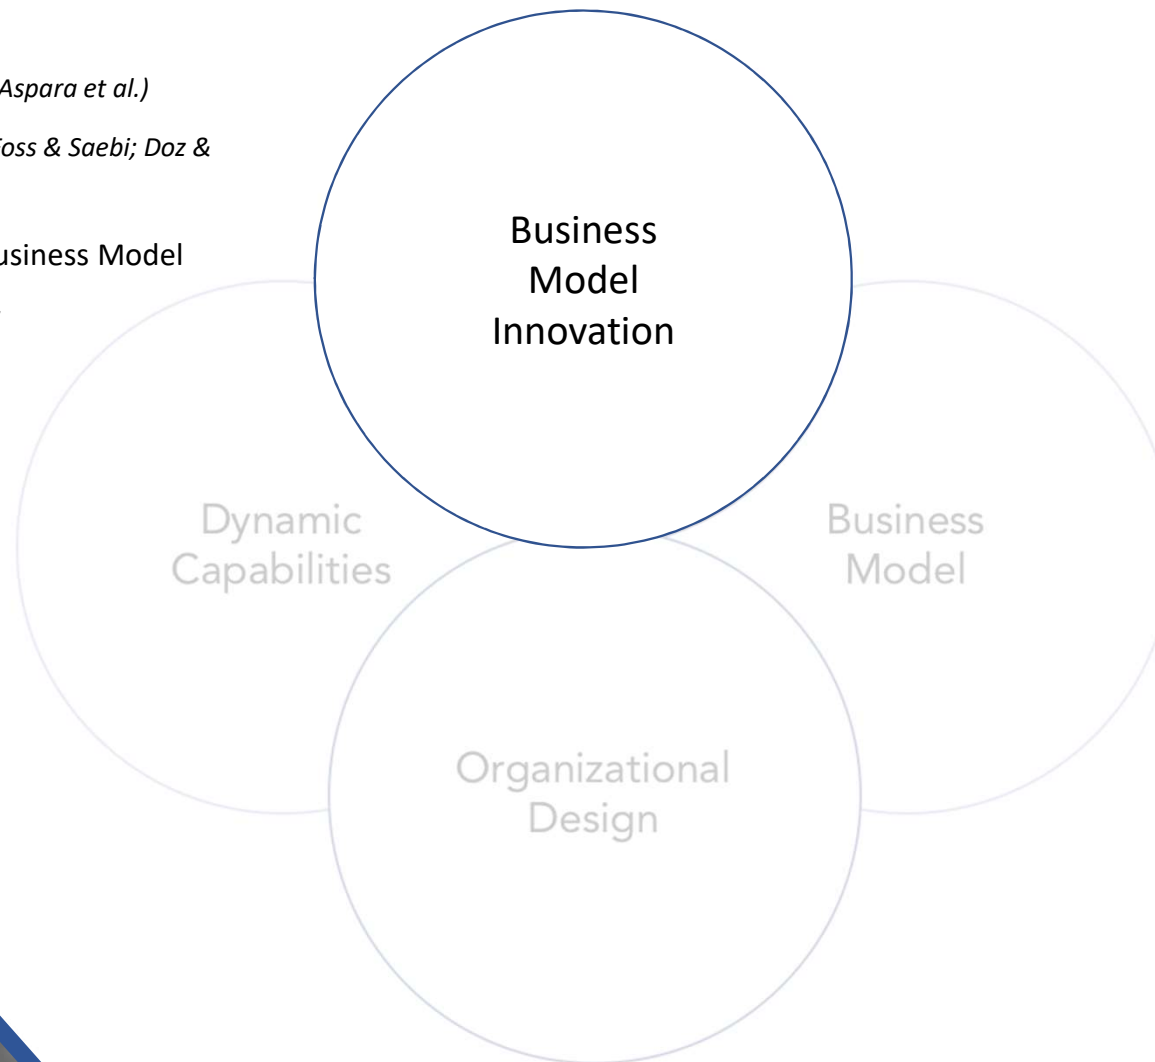 Aspara et al.)
oss & Saebi; Doz &
usiness Model
Business
Model
Innovation
Dynamic
Capabilities
Business
Model
Organizational
Design